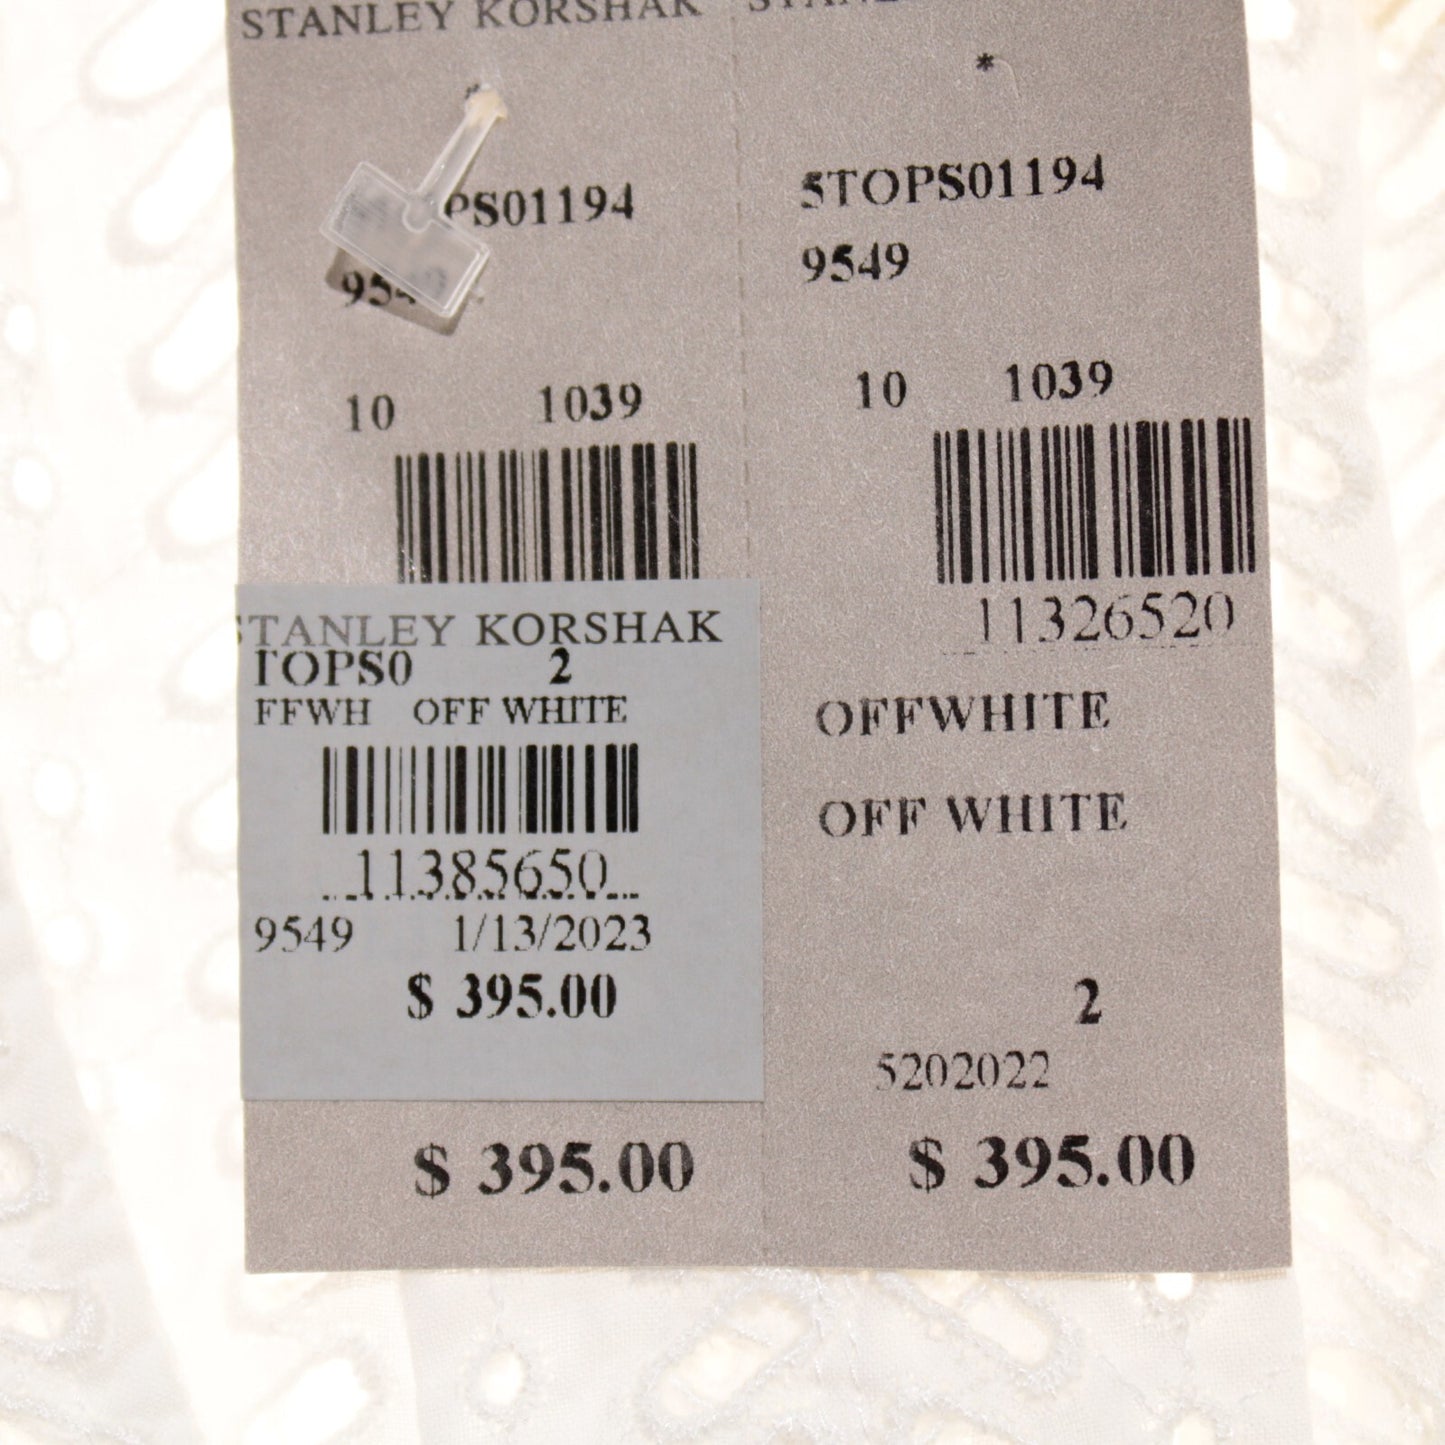 STANLEY KORSHAK
*
PS01194
10 1039
STANLEY KORSHAK
TOPS0 2
FFWH OFF WHITE
11385650
9549 1/13/2023
$ 395.00
$ 395.00
*
5TOPS01194
9549
10 1039
11326520
OFFWHITE
OFF WHITE
2
5202022
$ 395.00